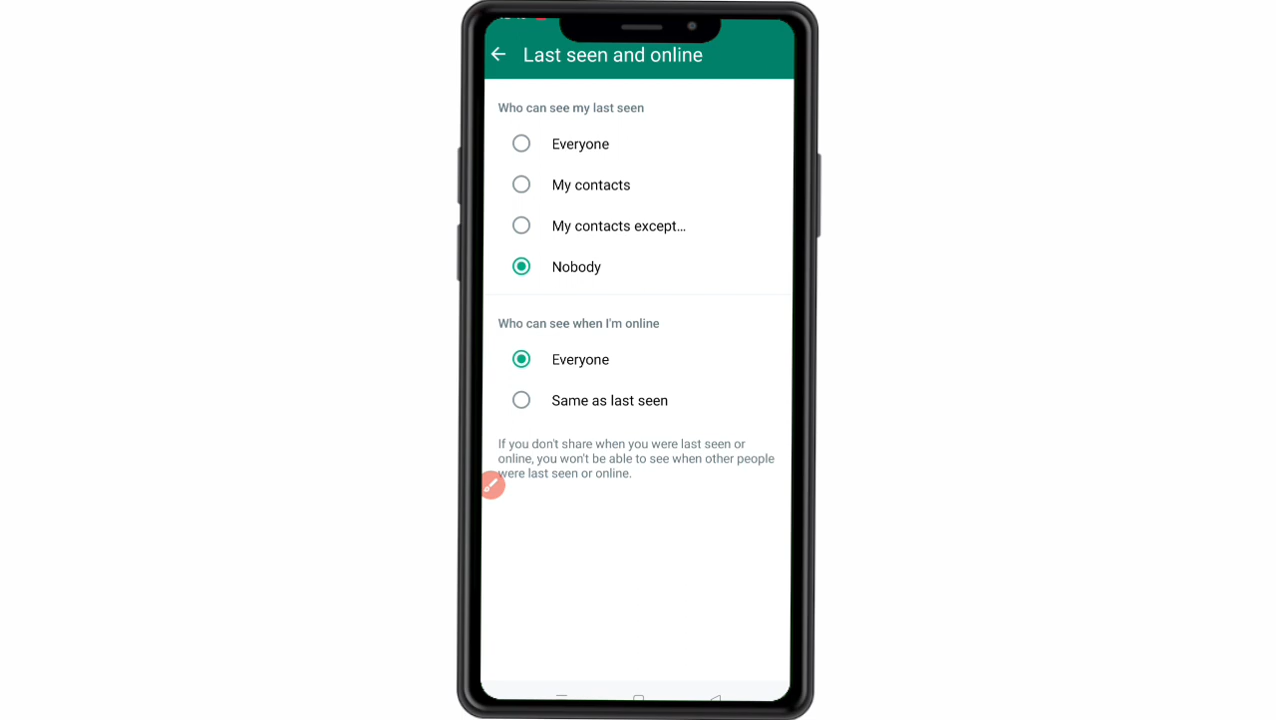 Last seen and online
Who can see my last seen
Everyone
My contacts
My contacts except...
Nobody
Who can see when I'm online
Everyone
Same as last seen
If you don't share when you were last seen or
online, you won't be able to see when other people
were last seen or online.